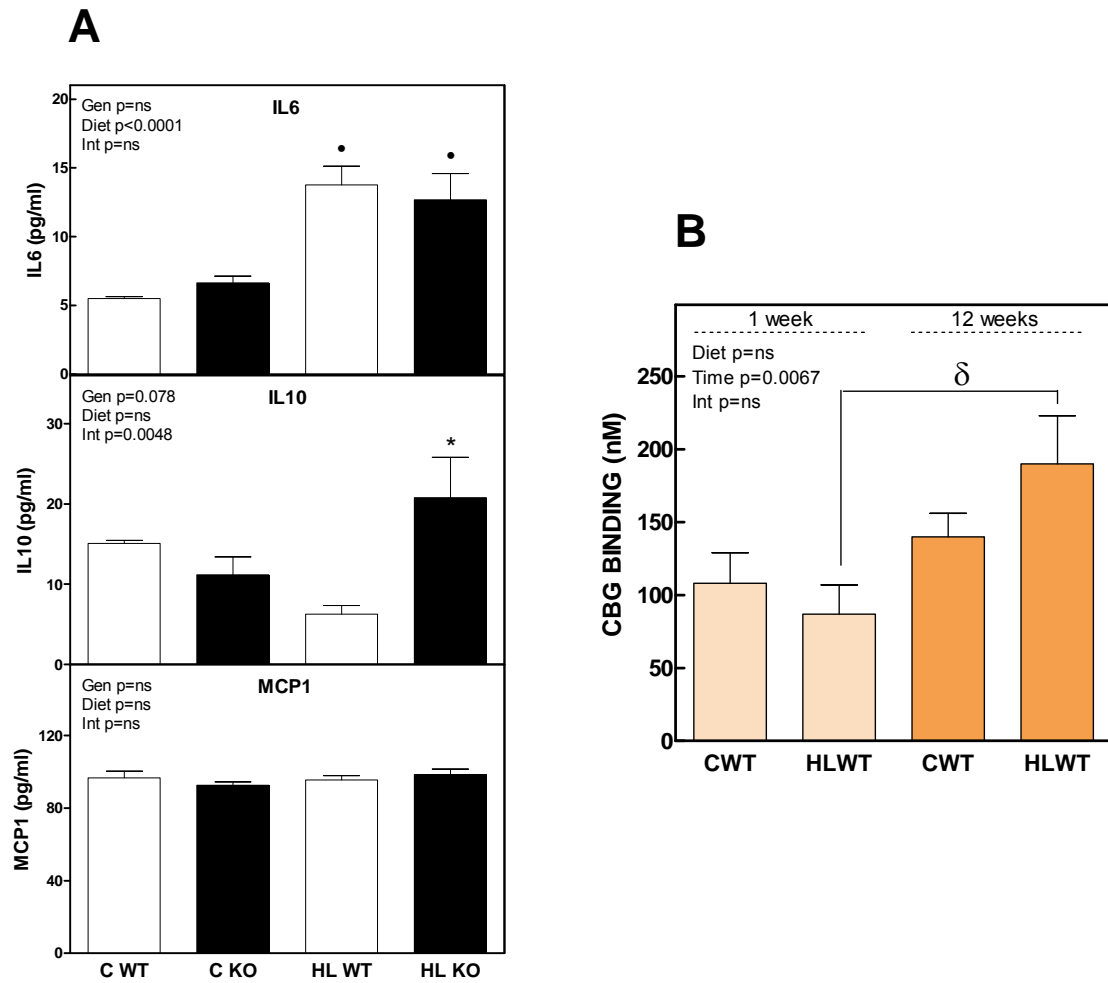 A
IL6
Gen p=ns
Diet p<0.0001
Int p=ns
20
15
10
5
0
IL6 (pg/ml)
•
•
IL10
Gen p=0.078
Diet p=ns
Int p=0.0048
30
20
10
0
IL10 (pg/ml)
*
MCP1
Gen p=ns
Diet p=ns
Int p=ns
120
80
40
0
MCP1 (pg/ml)
C WT
C KO
HL WT
HL KO
B
1 week
12 weeks
Diet p=ns
Time p=0.0067
Int p=ns
δ
250
200
150
100
50
0
CBG BINDING (nM)
CWT
HLWT
CWT
HLWT